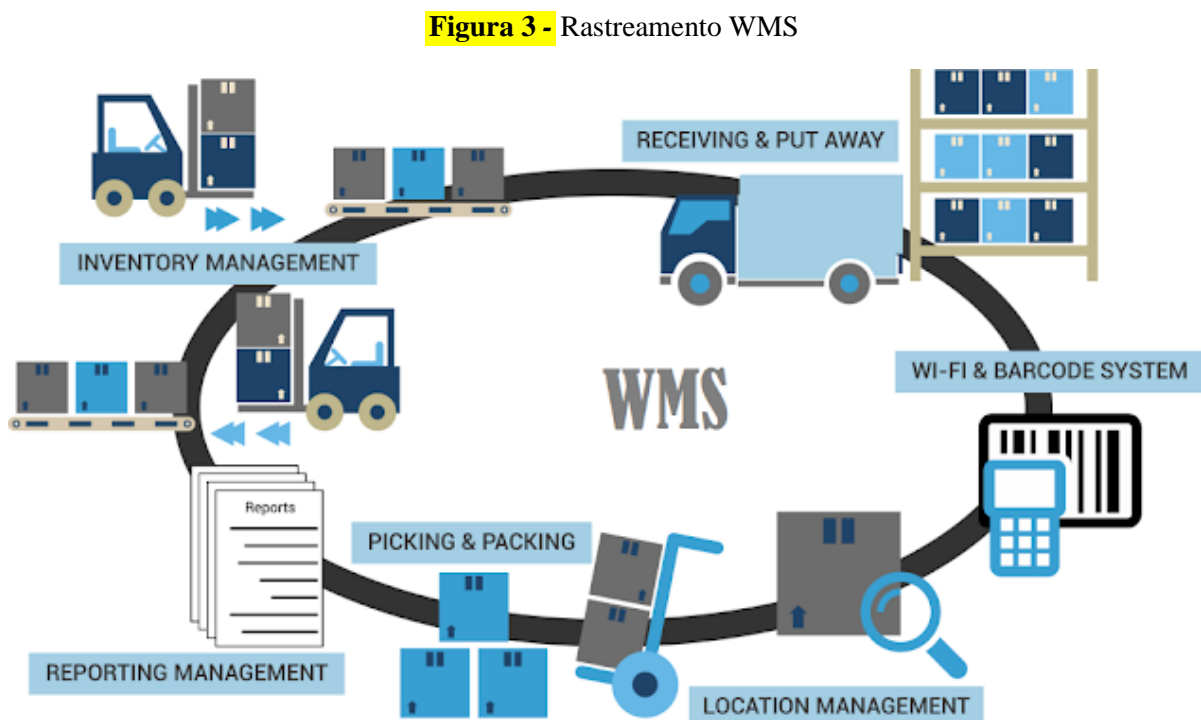 Figura 3 - Rastreamento WMS
RECEIVING & PUT AWAY
INVENTORY MANAGEMENT
WI-FI & BARCODE SYSTEM
WMS
Reports
PICKING & PACKING
REPORTING MANAGEMENT
LOCATION MANAGEMENT